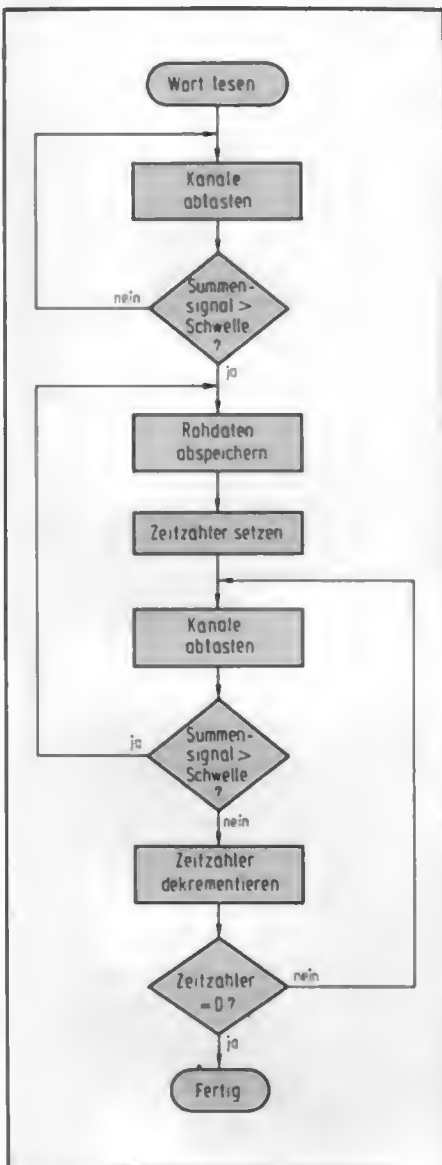 Wort lesen
Kanale
abtasten
nein
Summen-
signal >
Schwelle
?
ja
Rohdaten
abspeichern
Zeitzahler setzen
Kanale
abtasten
ja
Summen-
signal >
Schwelle
?
nein
Zeitzahler
dekrementieren
Zeitzahler
=0?
nein
ja
Fertig